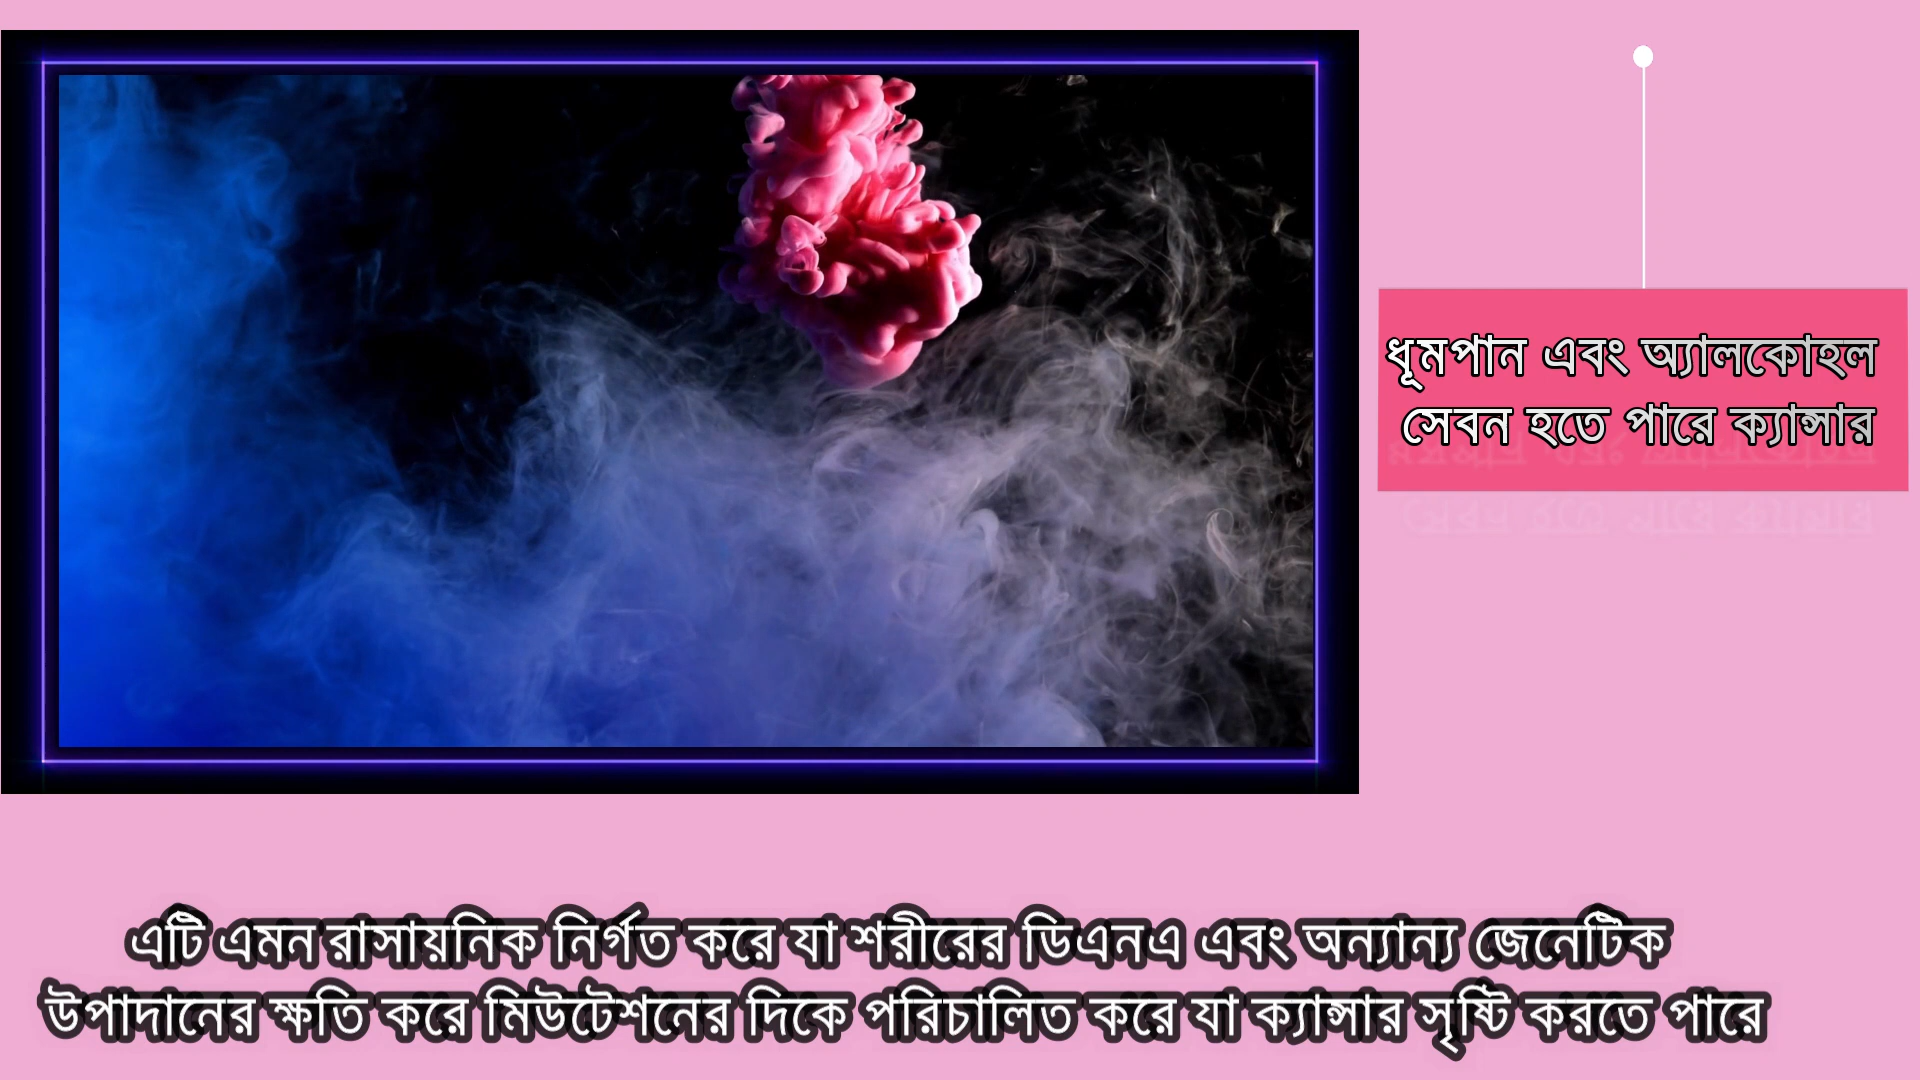 ধূমপান এবং অ্যালকোহল
সেবন হতে পারে ক্যান্সার
এটি এমন রাসায়নিক নির্গত করে যা শরীরের ডিএনএ এবং অন্যান্য জেনেটিক
উপাদানের ক্ষতি করে মিউটেশনের দিকে পরিচালিত করে যা ক্যান্সার সৃষ্টি করতে পারে